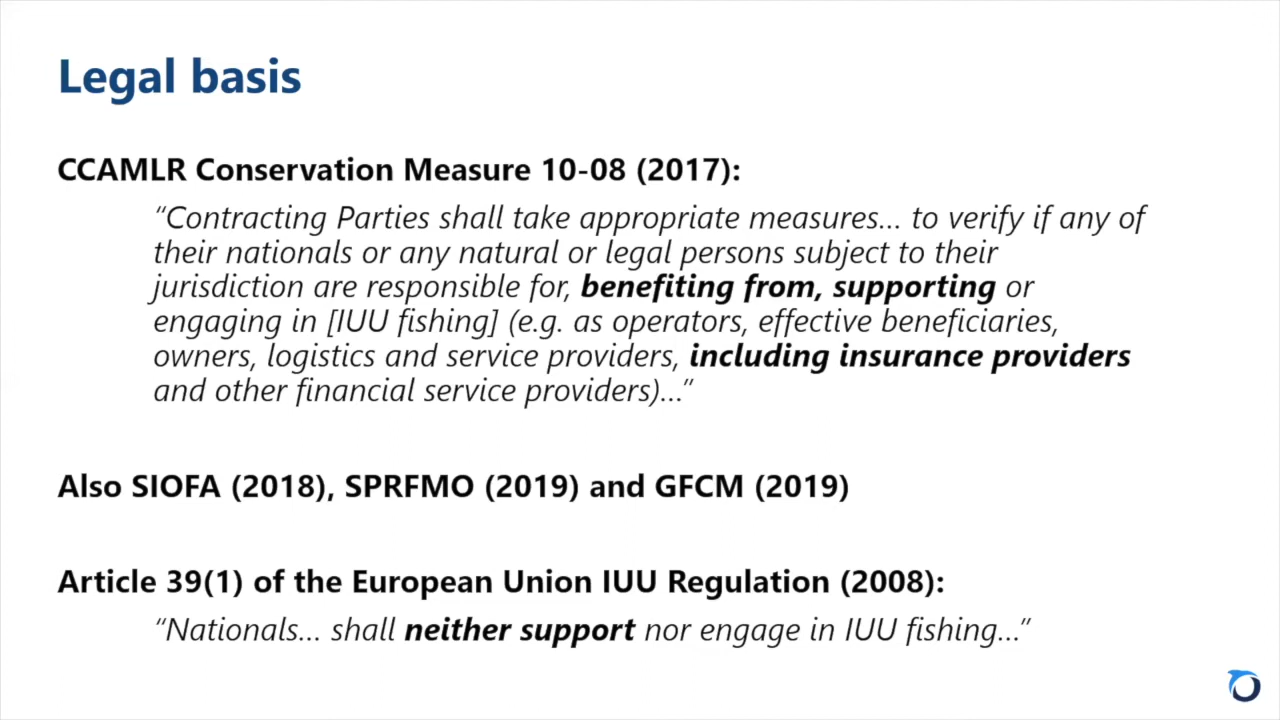 Legal basis
CCAMLR Conservation Measure 10-08 (2017):
“Contracting Parties shall take appropriate measures... to verify if any of
their nationals or any natural or legal persons subject to their
jurisdiction are responsible for, benefiting from, supporting or
engaging in [IUU fishing] (e.g. as operators, effective beneficiaries,
owners, logistics and service providers, including insurance providers
and other financial service providers)...”
Also SIOFA (2018), SPRFMO (2019) and GFCM (2019)
Article 39(1) of the European Union IUU Regulation (2008):
“Nationals... shall neither support nor engage in IUU fishing...”